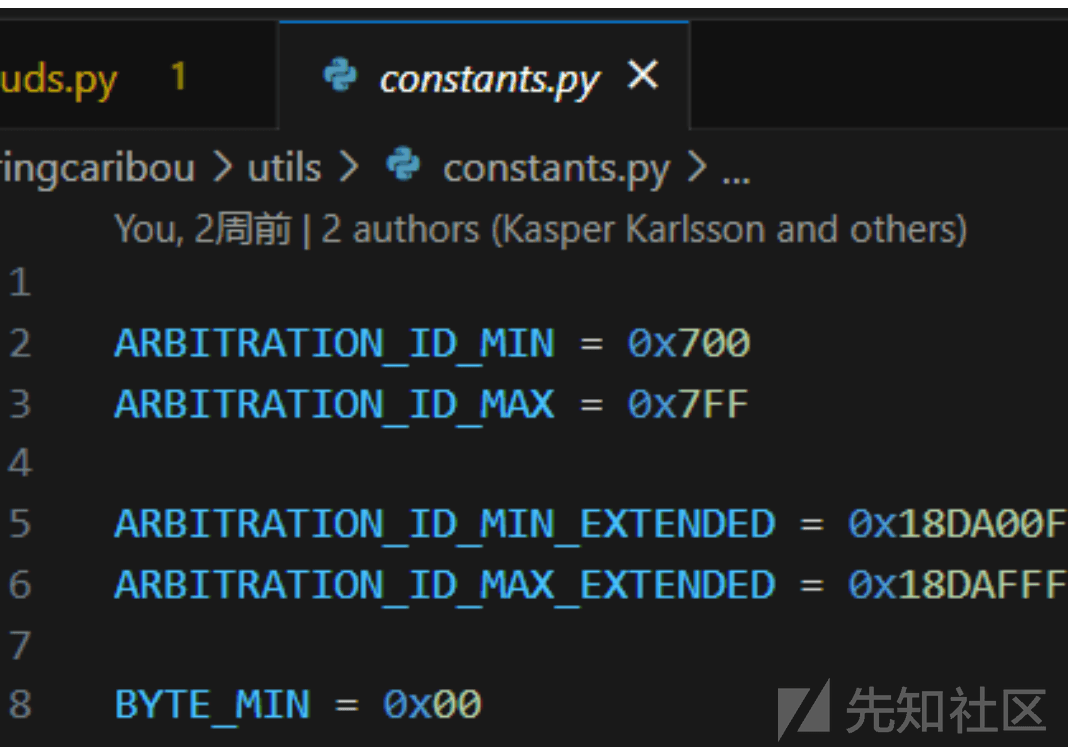 uds.py 1 constants.py
ringcaribou > utils > constants.py > ...
You, 2周前 | 2 authors (Kasper Karlsson and others)
1
2 ARBITRATION_ID_MIN = 0x700
3 ARBITRATION_ID_MAX = 0x7FF
4
5 ARBITRATION_ID_MIN_EXTENDED = 0x18DA00F
6 ARBITRATION_ID_MAX_EXTENDED = 0x18DAFFF
7
8 BYTE_MIN = 0x00
先知社区